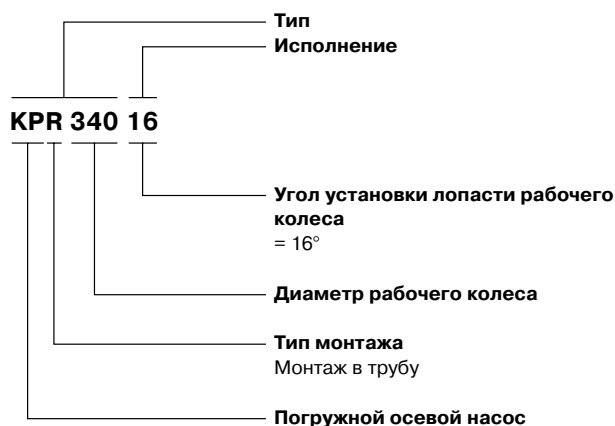 Тип
Исполнение
KPR 340 16
Угол установки лопасти рабочего
колеса
= 16°
Диаметр рабочего колеса
Тип монтажа
Монтаж в трубу
Погружной осевой насос